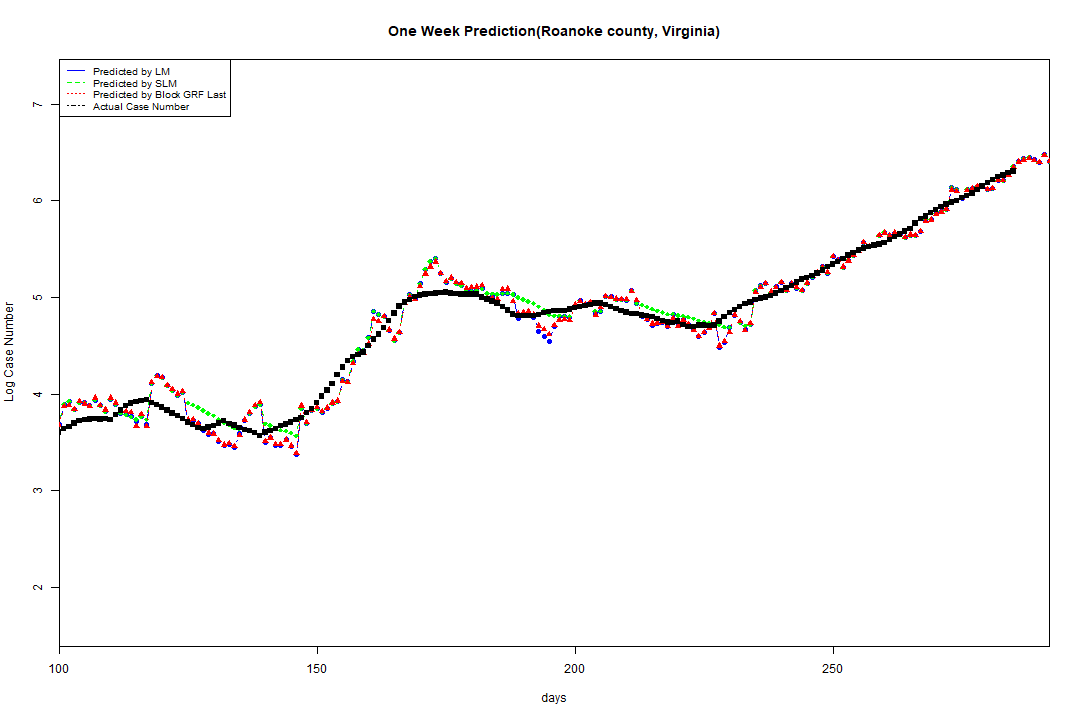 One Week Prediction(Roanoke county, Virginia)
Predicted by LM
Predicted by SLM
Predicted by Block GRF Last
Actual Case Number
7
6
5
4
3
2
Log Case Number
100 150 200 250
days